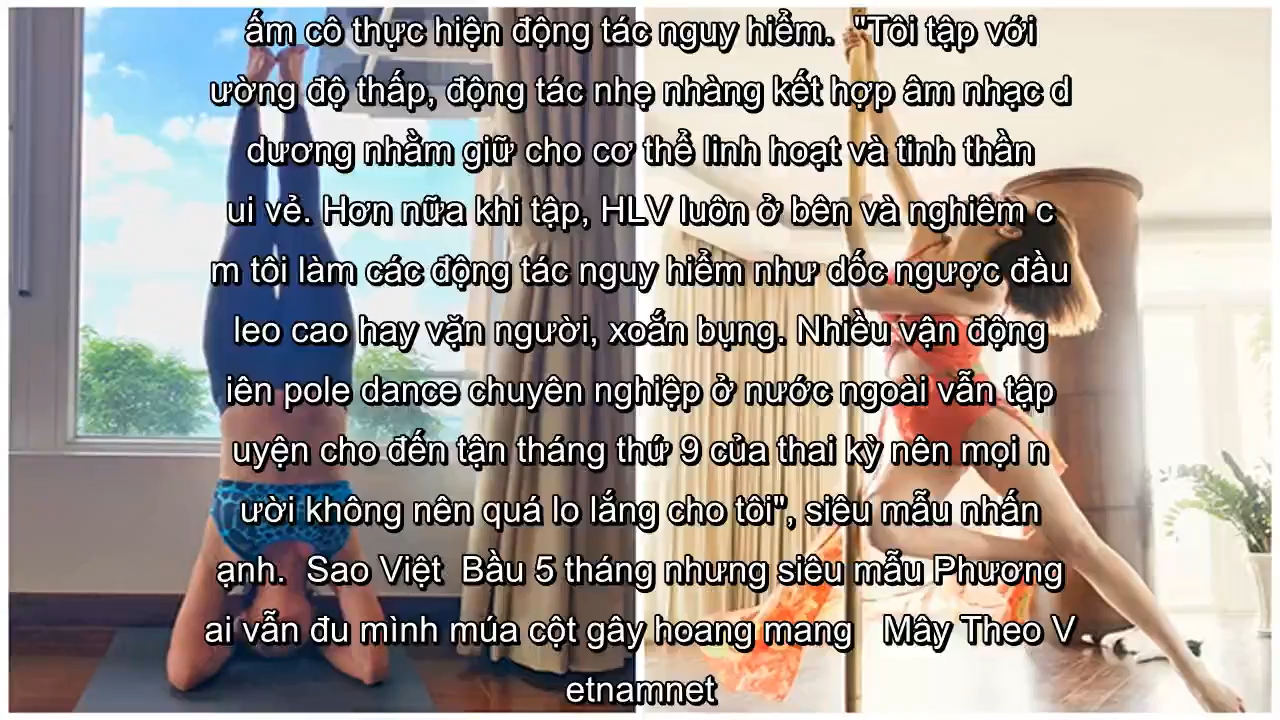 ấm cô thực hiện động tác nguy hiểm.  "Tôi tập với
ường độ thấp, động tác nhẹ nhàng kết hợp âm nhạc d
dương nhằm giữ cho cơ thể linh hoạt và tinh thần
ui vẻ. Hơn nữa khi tập, HLV luôn ở bên và nghiêm c
m tôi làm các động tác nguy hiểm như dốc ngược đầu
leo cao hay vặn người, xoắn bụng. Nhiều vận động
iên pole dance chuyên nghiệp ở nước ngoài vẫn tập
uyện cho đến tận tháng thứ 9 của thai kỳ nên mọi n
ười không nên quá lo lắng cho tôi", siêu mẫu nhấn
ạnh.  Sao Việt  Bầu 5 tháng nhưng siêu mẫu Phương
ai vẫn đu mình múa cột gây hoang mang   Mây Theo V
etnamnet